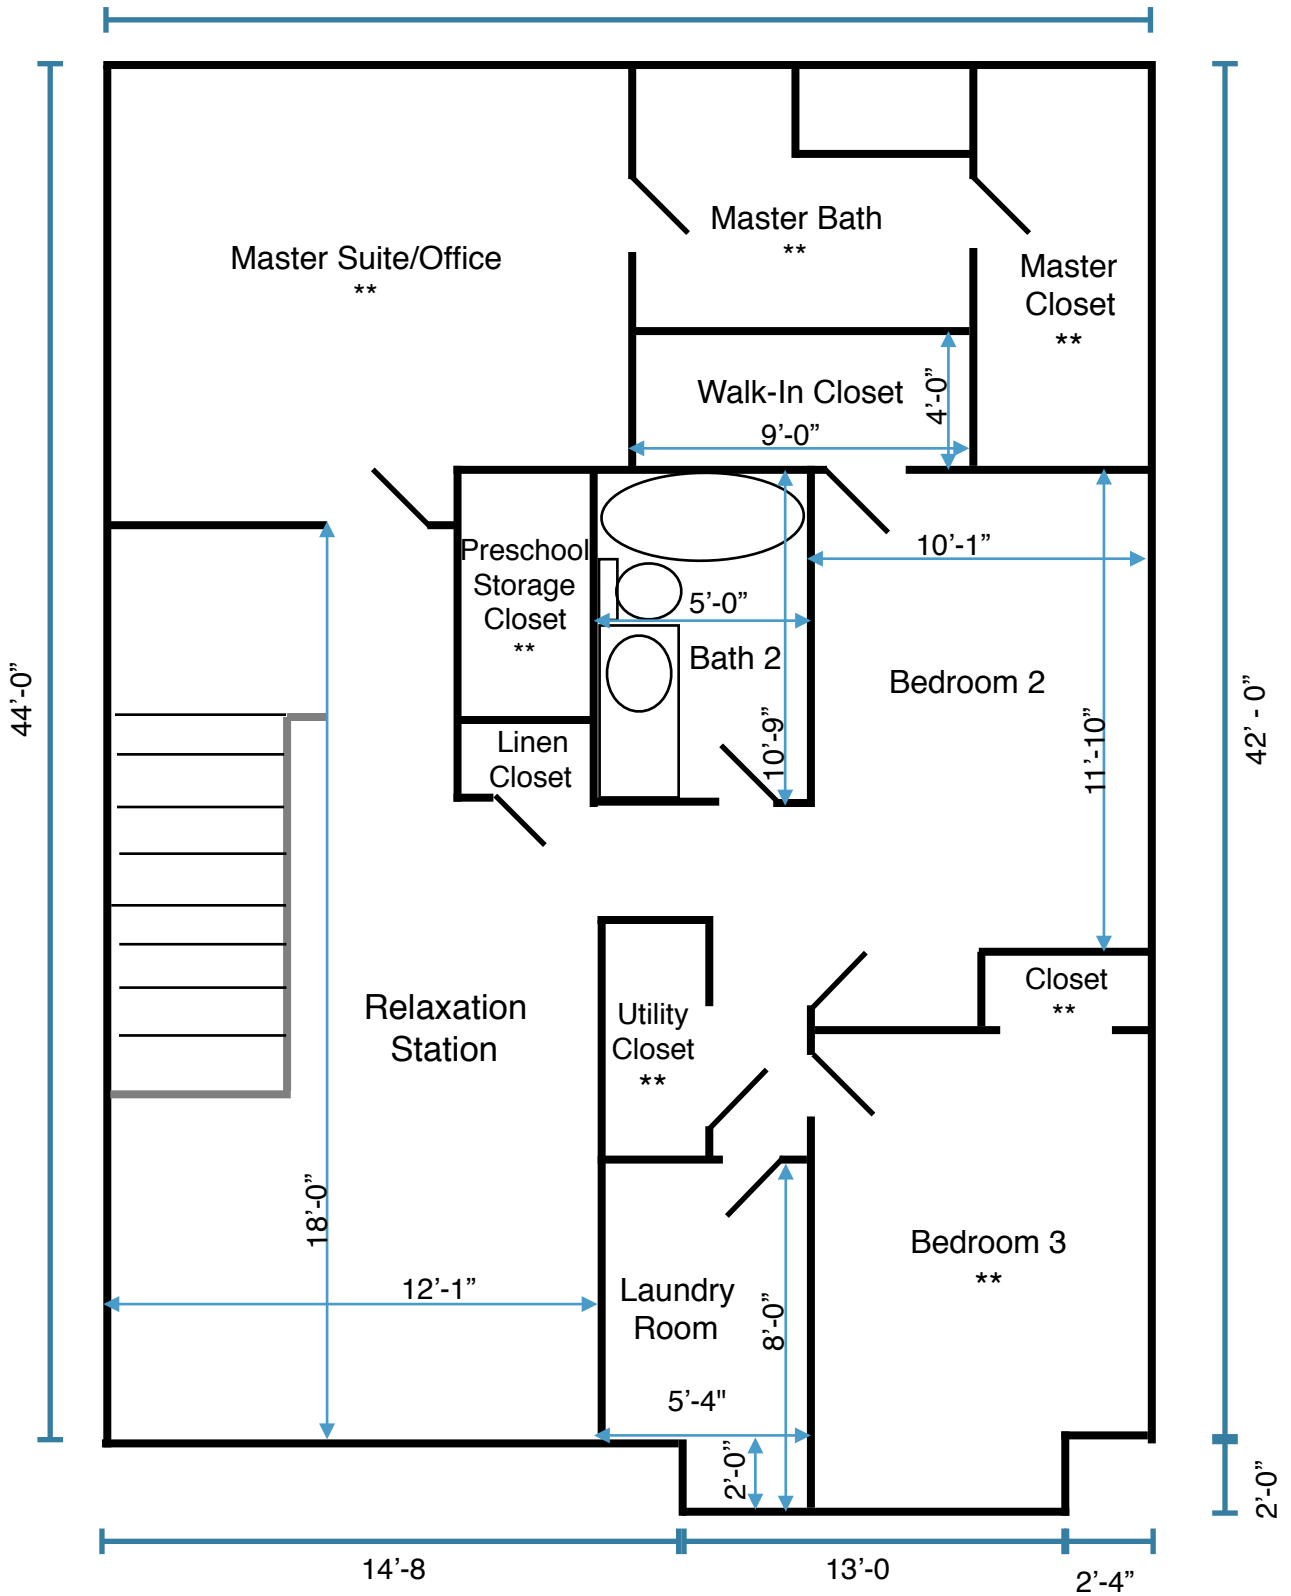 Master Suite/Office
**
Master Bath
**
Master
Closet
**
Walk-In Closet
4’-0”
9’-0”
Preschool
Storage
Closet
**
10’-1”
5’-0”
Bath 2
Bedroom 2
44’-0”
42’ - 0”
10’-9”
11’-10”
Linen
Closet
Relaxation
Station
Utility
Closet
**
Closet
**
18’-0”
12’-1”
Laundry
Room
8’-0”
Bedroom 3
**
5’-4"
2’-0”
2’-0”
14’-8
13’-0
2’-4”